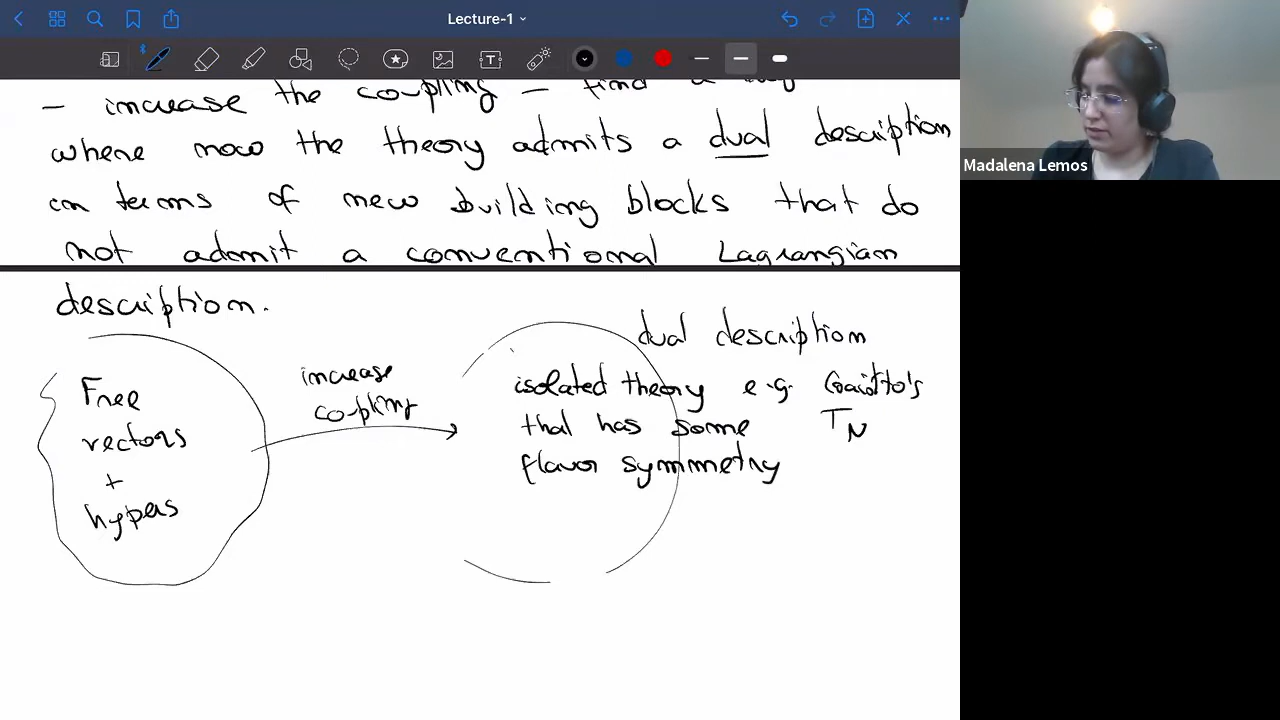 Lecture-1
Madalena Lemos
- increase the coupling - find a
where now the theory admits a dual description
in terms of new building blocks that do
not admit a conventional Lagrangian
description.
dual description
Free
vectors
+
hypers
increase
coupling
isolated theory e.g. Gaiotto's
that has some T_N
flavor symmetry